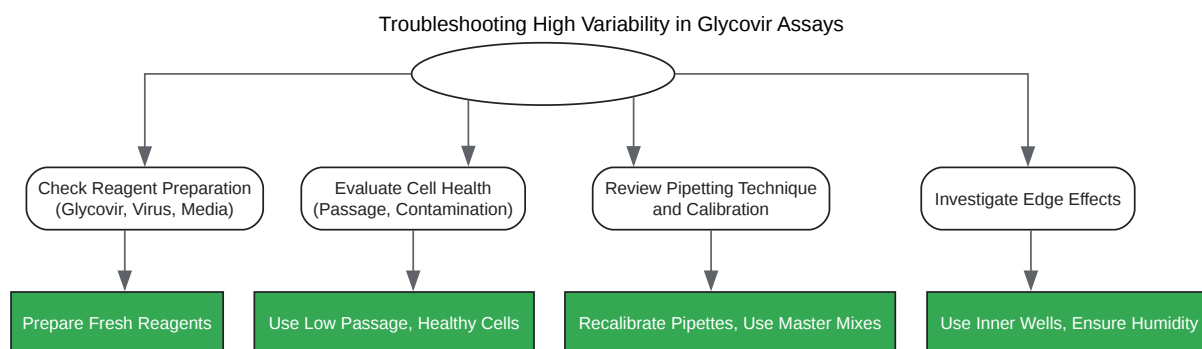 Troubleshooting High Variability in Glycovir Assays
Check Reagent Preparation
(Glycovir, Virus, Media)
Evaluate Cell Health
(Passage, Contamination)
Review Pipetting Technique
and Calibration
Investigate Edge Effects
Prepare Fresh Reagents
Use Low Passage, Healthy Cells
Recalibrate Pipettes, Use Master Mixes
Use Inner Wells, Ensure Humidity